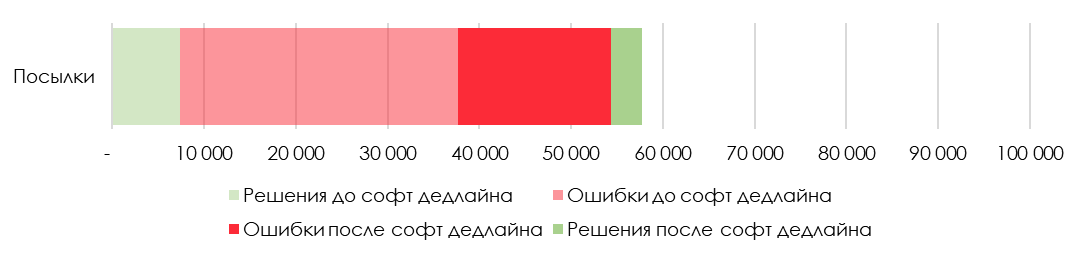 Посылки
- 10 000 20 000 30 000 40 000 50 000 60 000 70 000 80 000 90 000 100 000
Решения до софт дедлайна Ошибки до софт дедлайна
Ошибки после софт дедлайна Решения после софт дедлайна